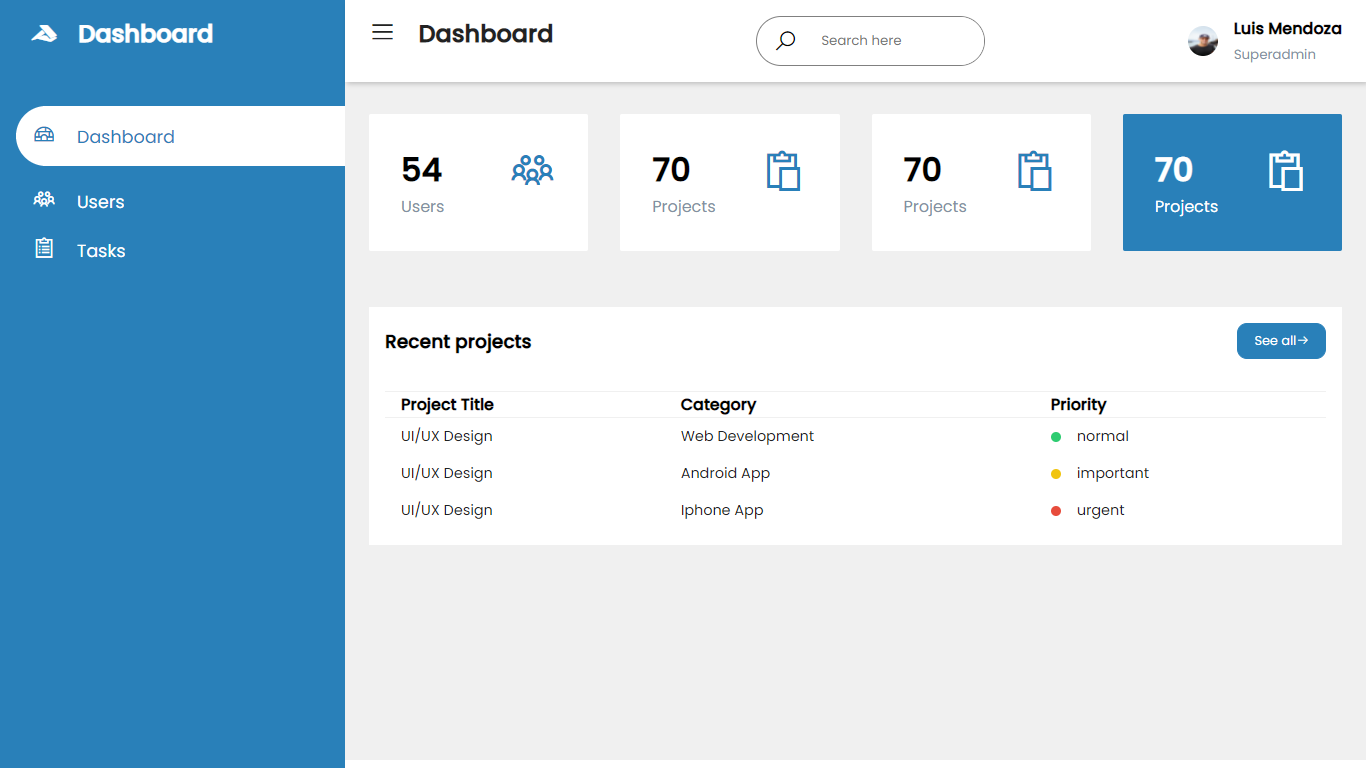 Dashboard
Dashboard
Users
Tasks
Dashboard
Search here
Luis Mendoza
Superadmin
54
Users
70
Projects
70
Projects
70
Projects
Recent projects
See all→
Project Title Category Priority
UI/UX Design Web Development normal
UI/UX Design Android App important
UI/UX Design Iphone App urgent